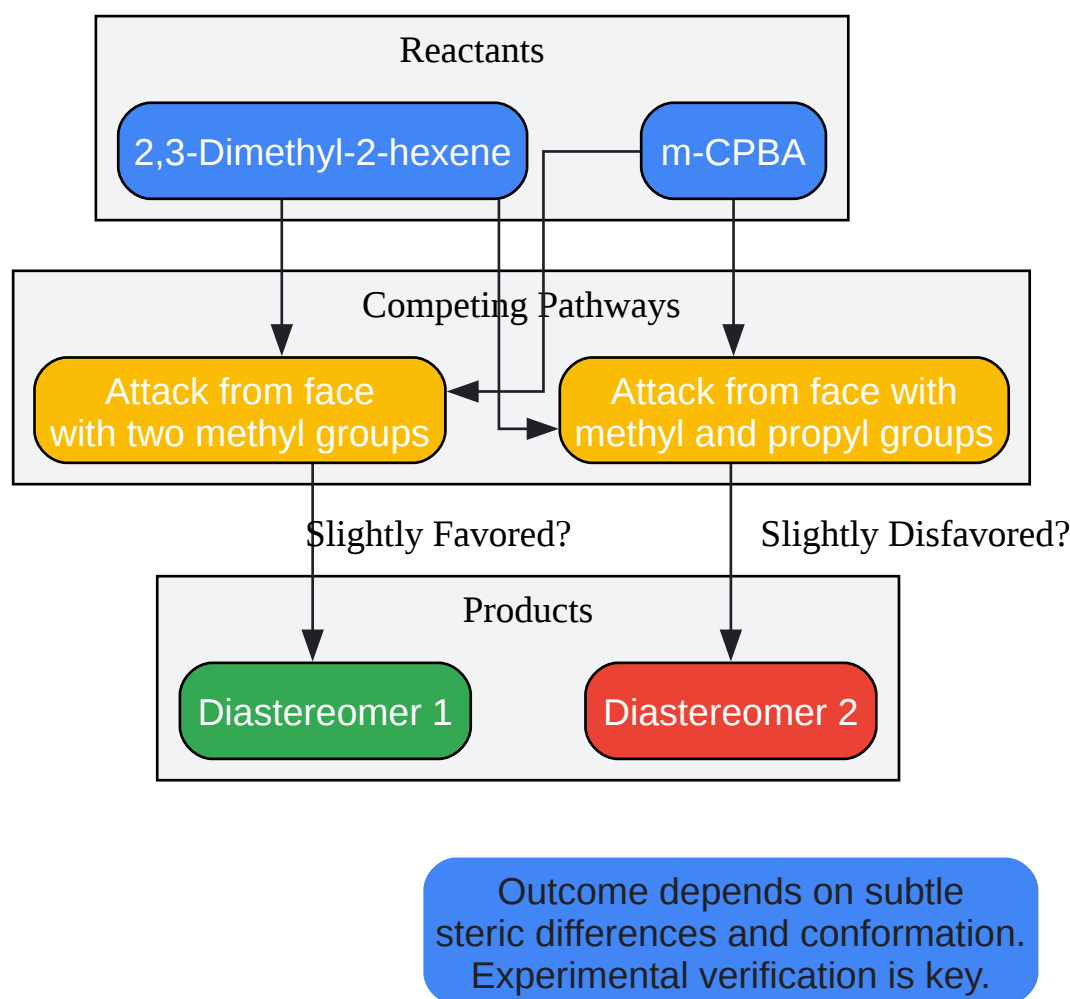 Reactants
2,3-Dimethyl-2-hexene
m-CPBA
Competing Pathways
Attack from face
with two methyl groups
Attack from face with
methyl and propyl groups
Slightly Favored?
Slightly Disfavored?
Products
Diastereomer 1
Diastereomer 2
Outcome depends on subtle
steric differences and conformation.
Experimental verification is key.